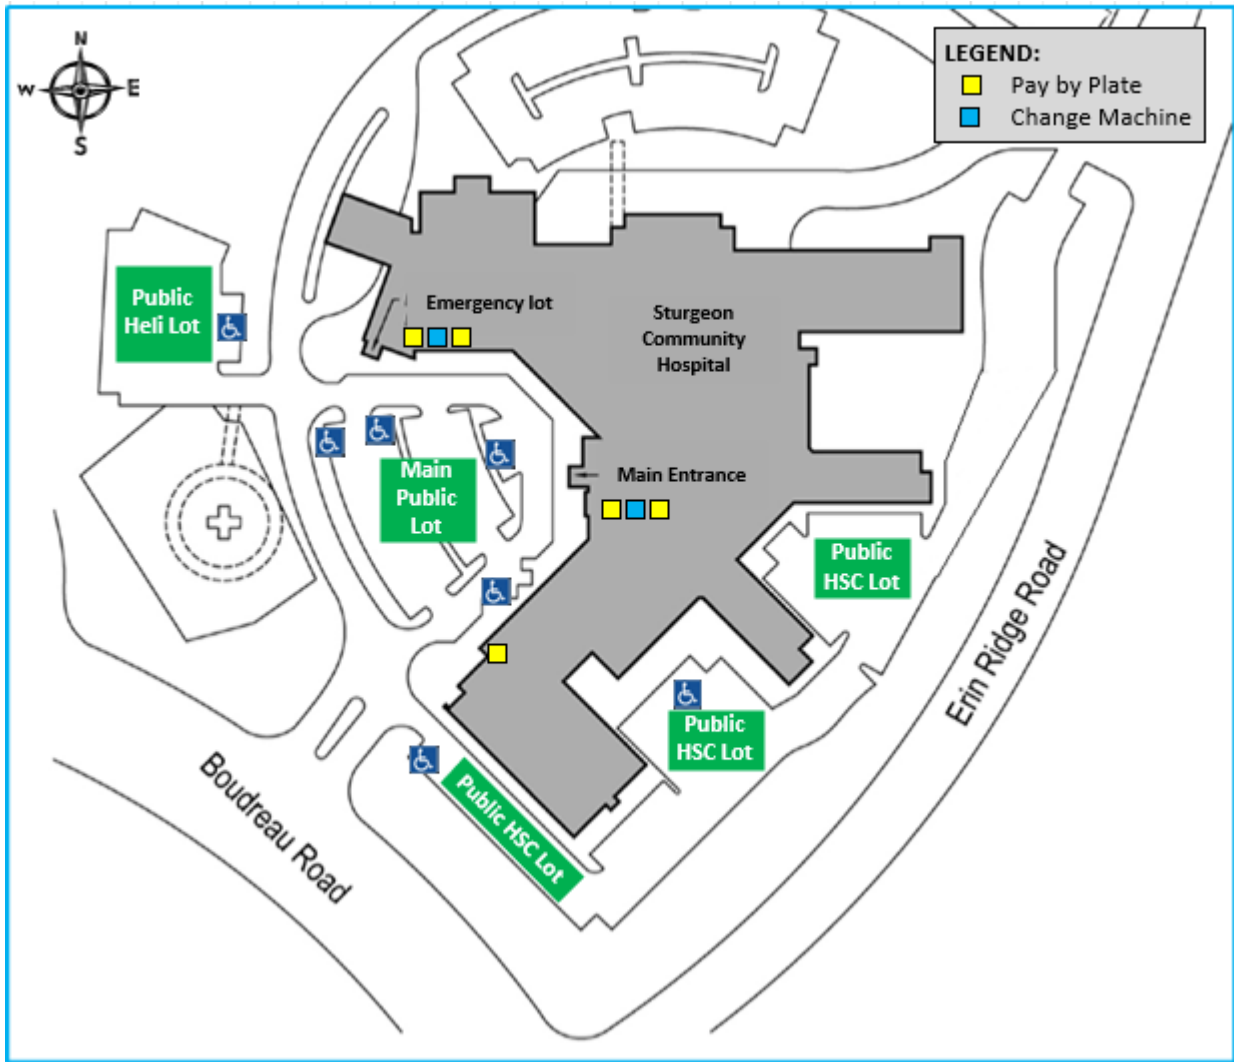 N
W E
S
LEGEND:
Pay by Plate
Change Machine
Public
Heli Lot
Emergency lot
Sturgeon
Community
Hospital
Main Entrance
Main
Public
Lot
Public
HSC Lot
Public
HSC Lot
Public HSC Lot
Boudreau Road
Erin Ridge Road